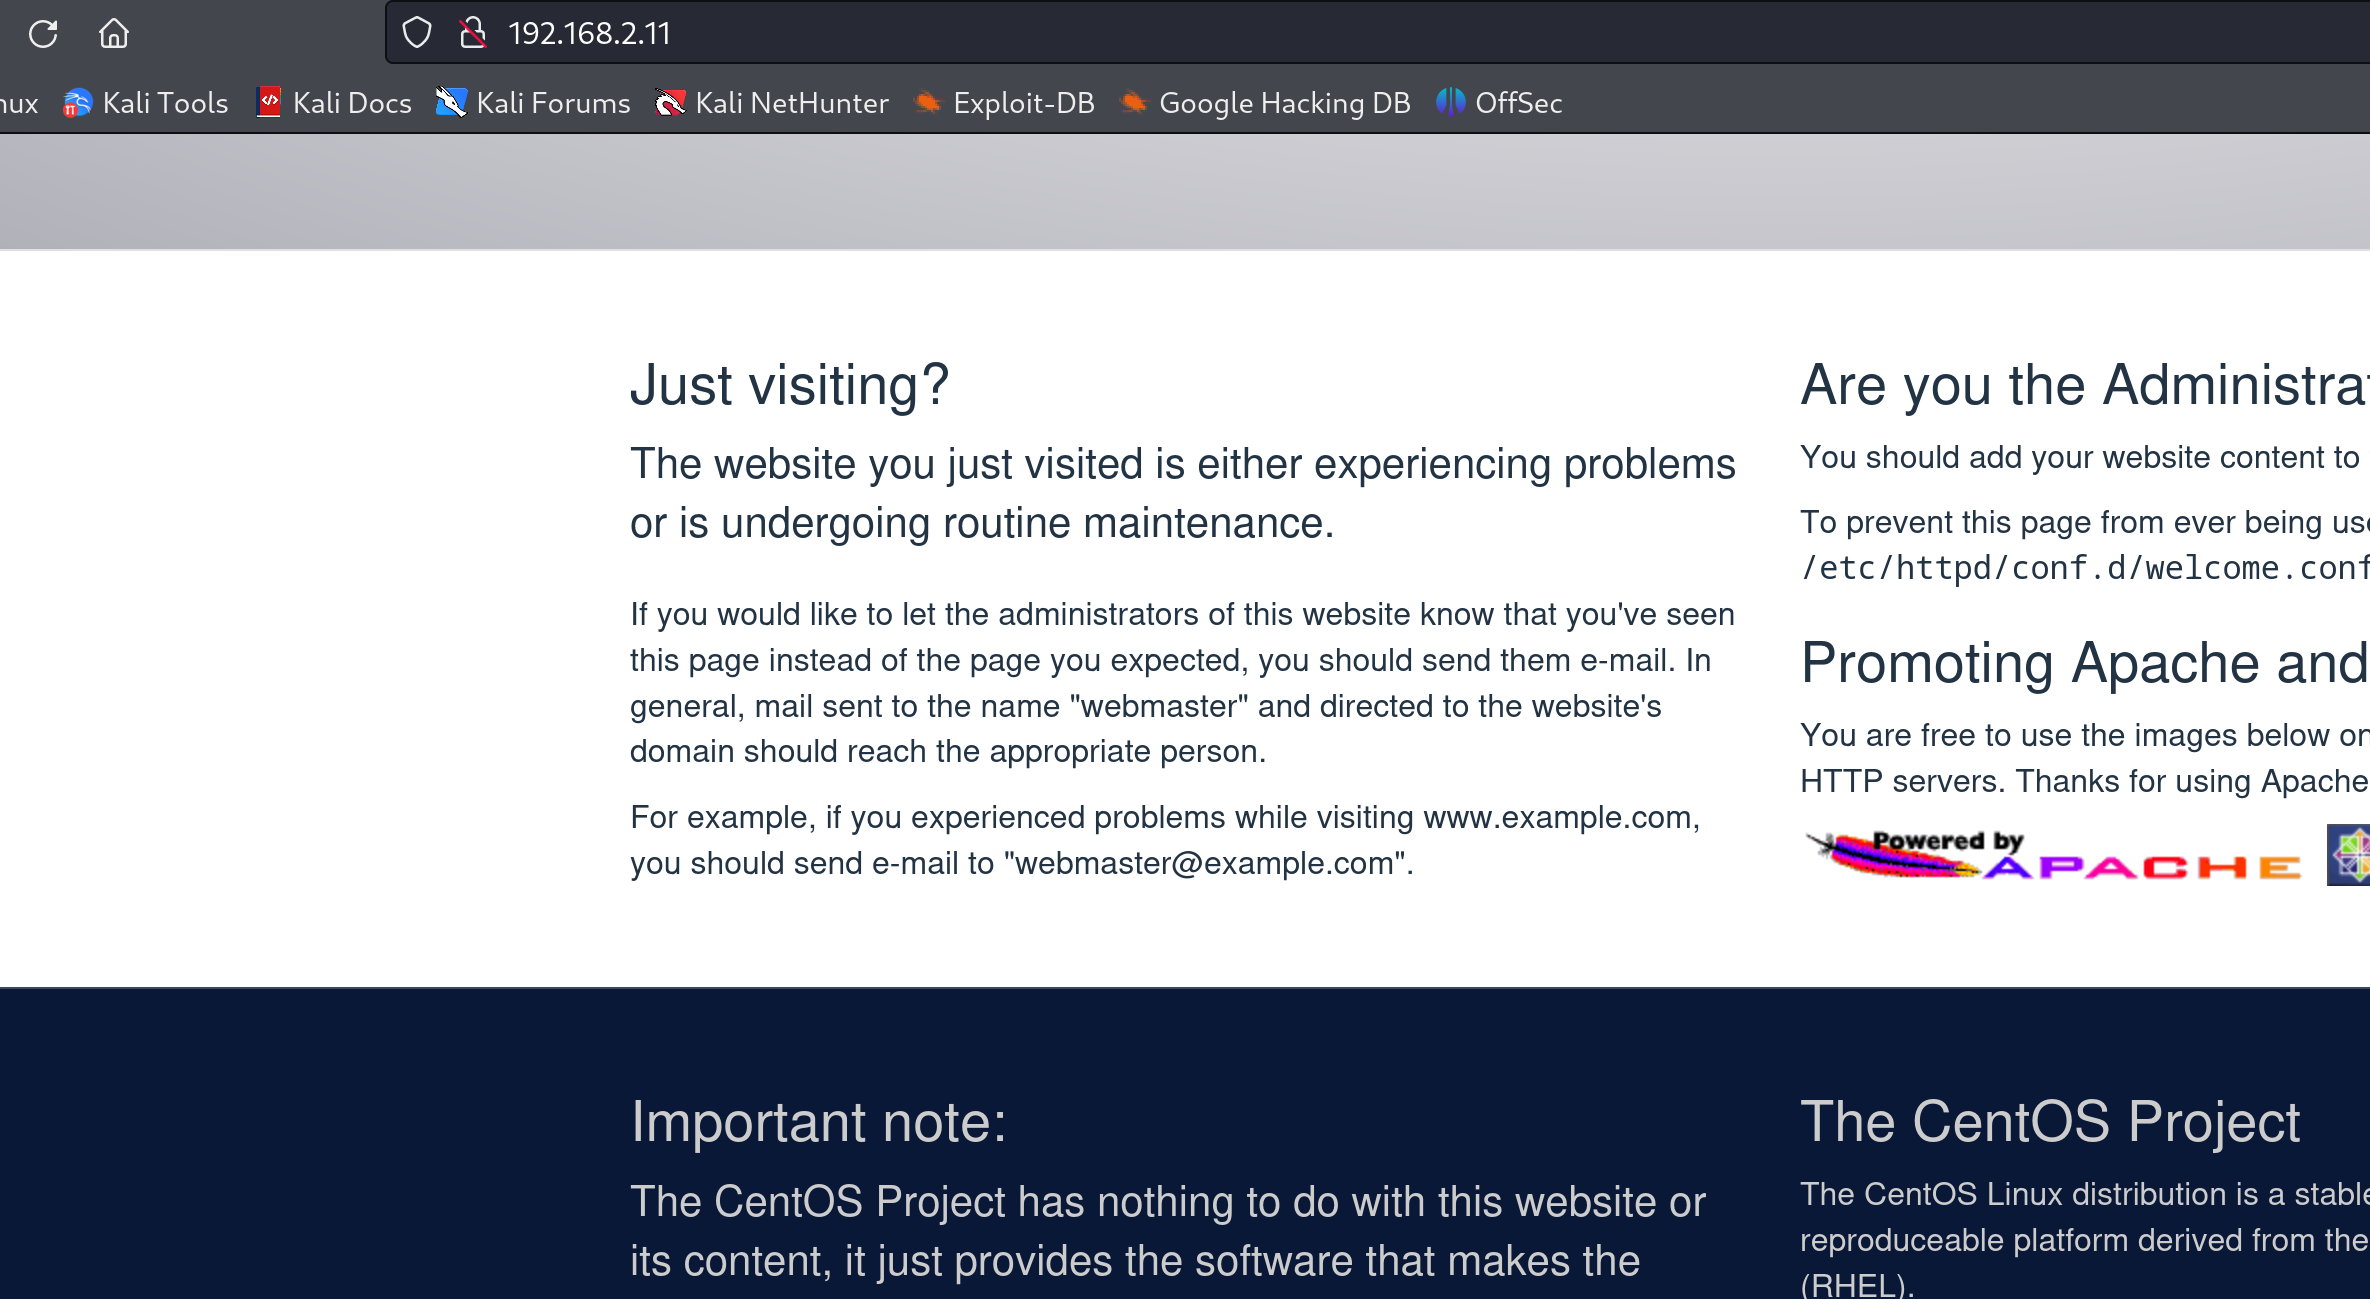 192.168.2.11
nux Kali Tools Kali Docs Kali Forums Kali NetHunter Exploit-DB Google Hacking DB OffSec
Just visiting?
The website you just visited is either experiencing problems
or is undergoing routine maintenance.
If you would like to let the administrators of this website know that you've seen
this page instead of the page you expected, you should send them e-mail. In
general, mail sent to the name "webmaster" and directed to the website's
domain should reach the appropriate person.
For example, if you experienced problems while visiting www.example.com,
you should send e-mail to "webmaster@example.com".
Are you the Administrat
You should add your website content to
To prevent this page from ever being use
/etc/httpd/conf.d/welcome.conf
Promoting Apache and
You are free to use the images below on
HTTP servers. Thanks for using Apache
Powered by
APACHE
Important note:
The CentOS Project has nothing to do with this website or
its content, it just provides the software that makes the
The CentOS Project
The CentOS Linux distribution is a stable
reproduceable platform derived from the
(RHEL).